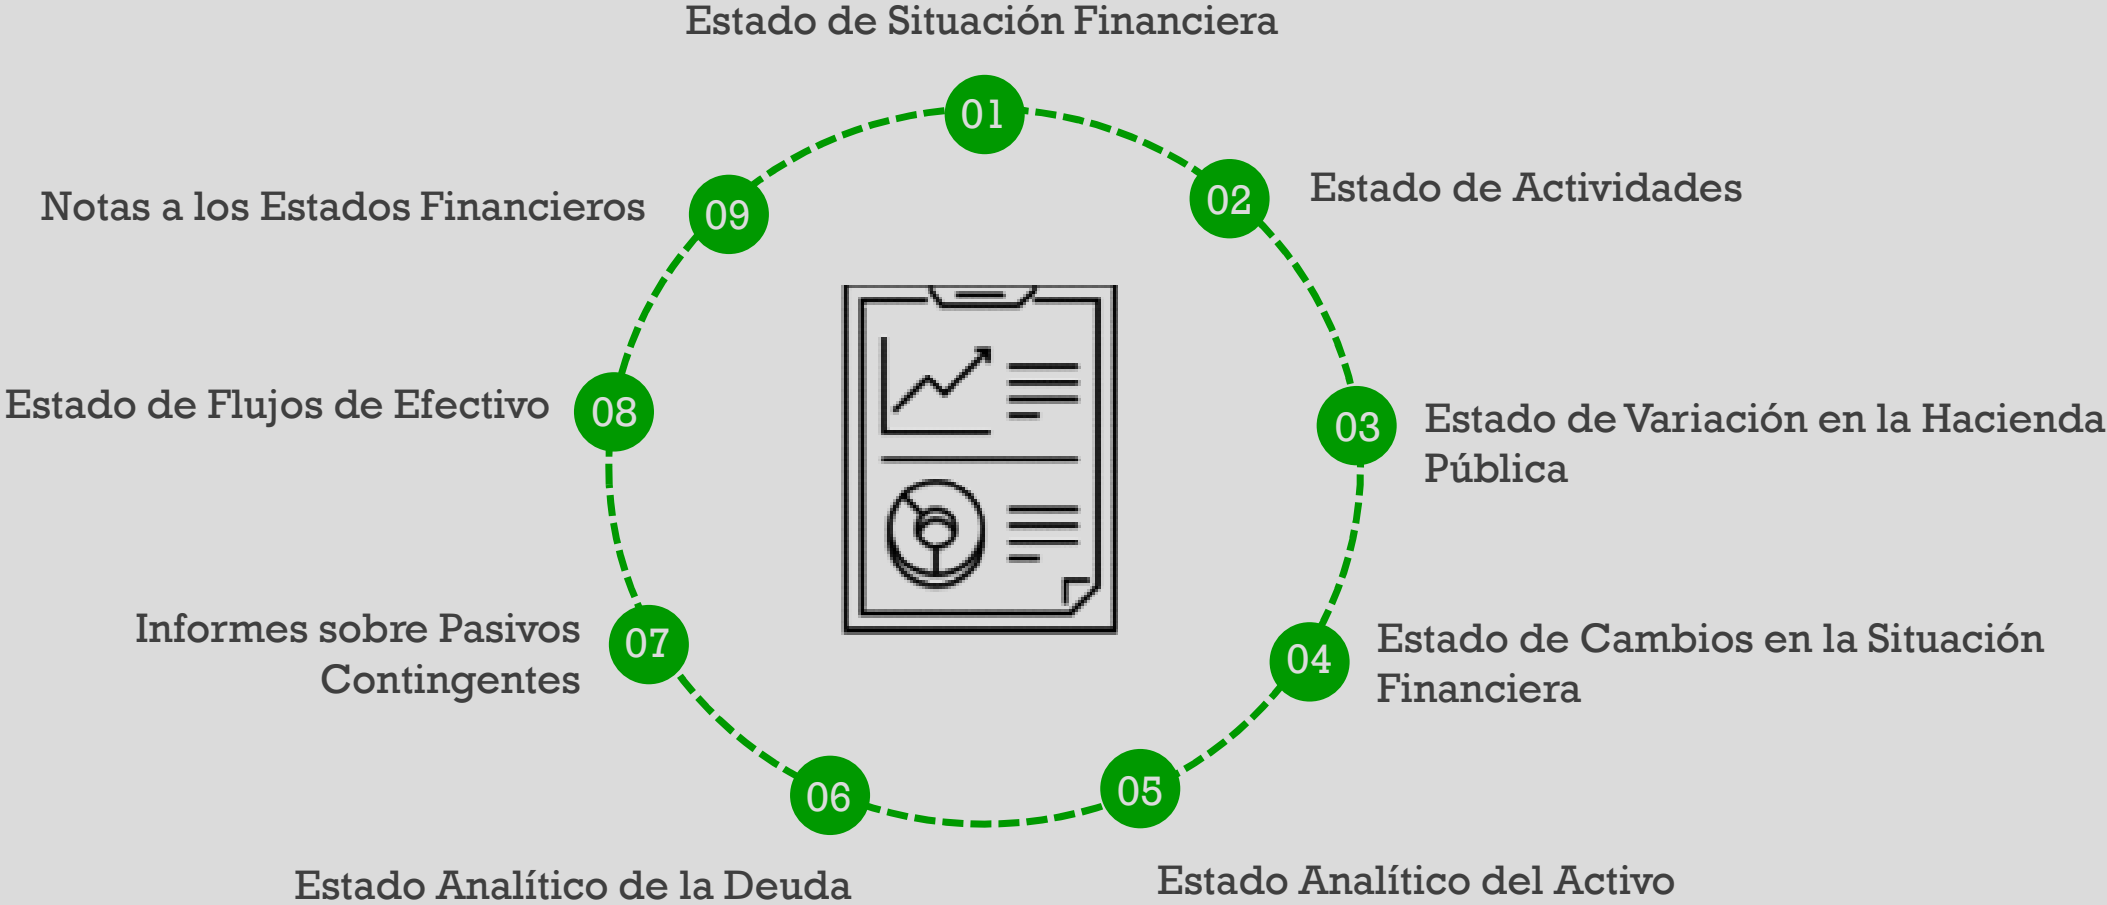 Estado de Situación Financiera
01
02
Estado de Actividades
03
Estado de Variación en la Hacienda
Pública
04
Estado de Cambios en la Situación
Financiera
05
Estado Analítico del Activo
06
Estado Analítico de la Deuda
07
Informes sobre Pasivos
Contingentes
08
Estado de Flujos de Efectivo
09
Notas a los Estados Financieros